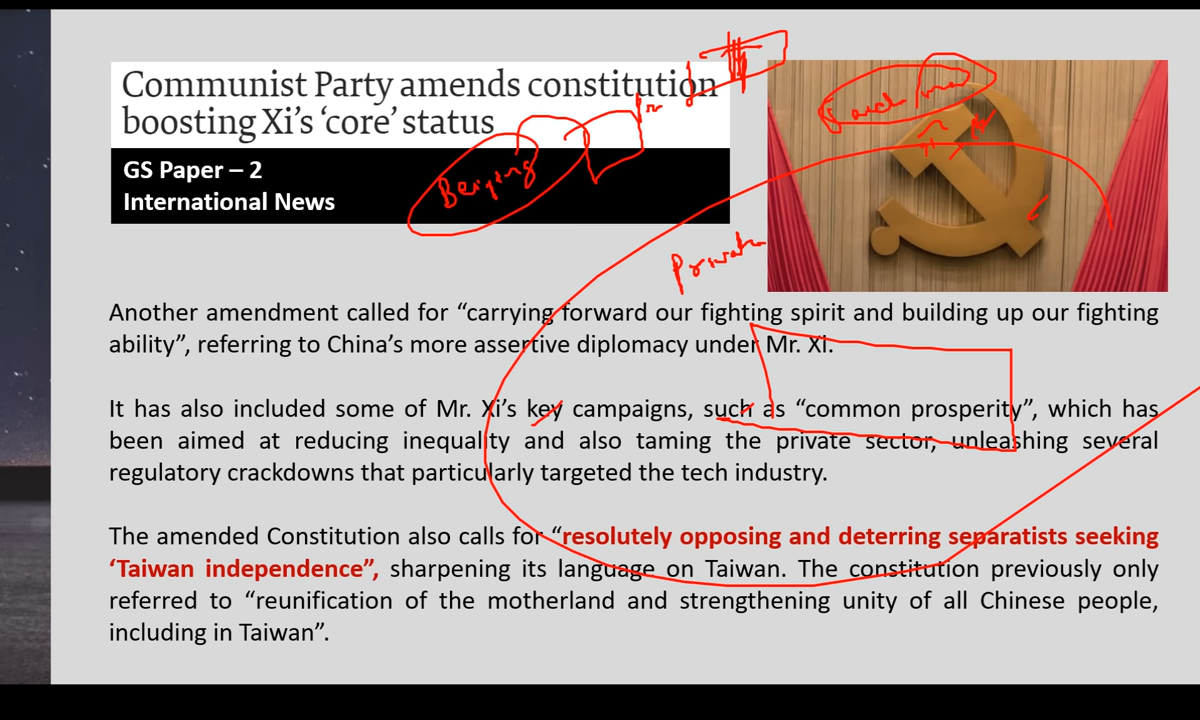 Communist Party amends constitution
boosting Xi's 'core' status
GS Paper – 2
International News
Another amendment called for “carrying forward our fighting spirit and building up our fighting
ability”, referring to China's more assertive diplomacy under Mr. Xi.
It has also included some of Mr. Xi's key campaigns, such as “common prosperity”, which has
been aimed at reducing inequality and also taming the private sector, unleashing several
regulatory crackdowns that particularly targeted the tech industry.
The amended Constitution also calls for “resolutely opposing and deterring separatists seeking
‘Taiwan independence”, sharpening its language on Taiwan. The constitution previously only
referred to “reunification of the motherland and strengthening unity of all Chinese people,
including in Taiwan”.